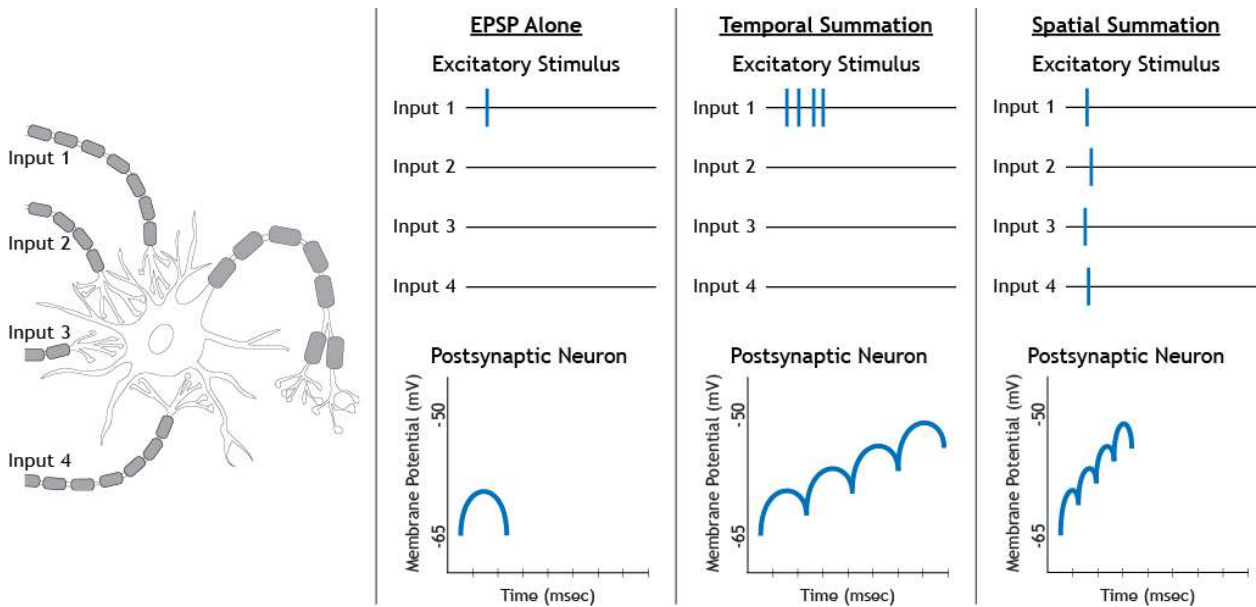 Input 1
Input 2
Input 3
Input 4
EPSP Alone
Excitatory Stimulus
Input 1
Input 2
Input 3
Input 4
Postsynaptic Neuron
Membrane Potential (mV)
-50
-65
Time (msec)
Temporal Summation
Excitatory Stimulus
Input 1
Input 2
Input 3
Input 4
Postsynaptic Neuron
Membrane Potential (mV)
-50
-65
Time (msec)
Spatial Summation
Excitatory Stimulus
Input 1
Input 2
Input 3
Input 4
Postsynaptic Neuron
Membrane Potential (mV)
-50
-65
Time (msec)